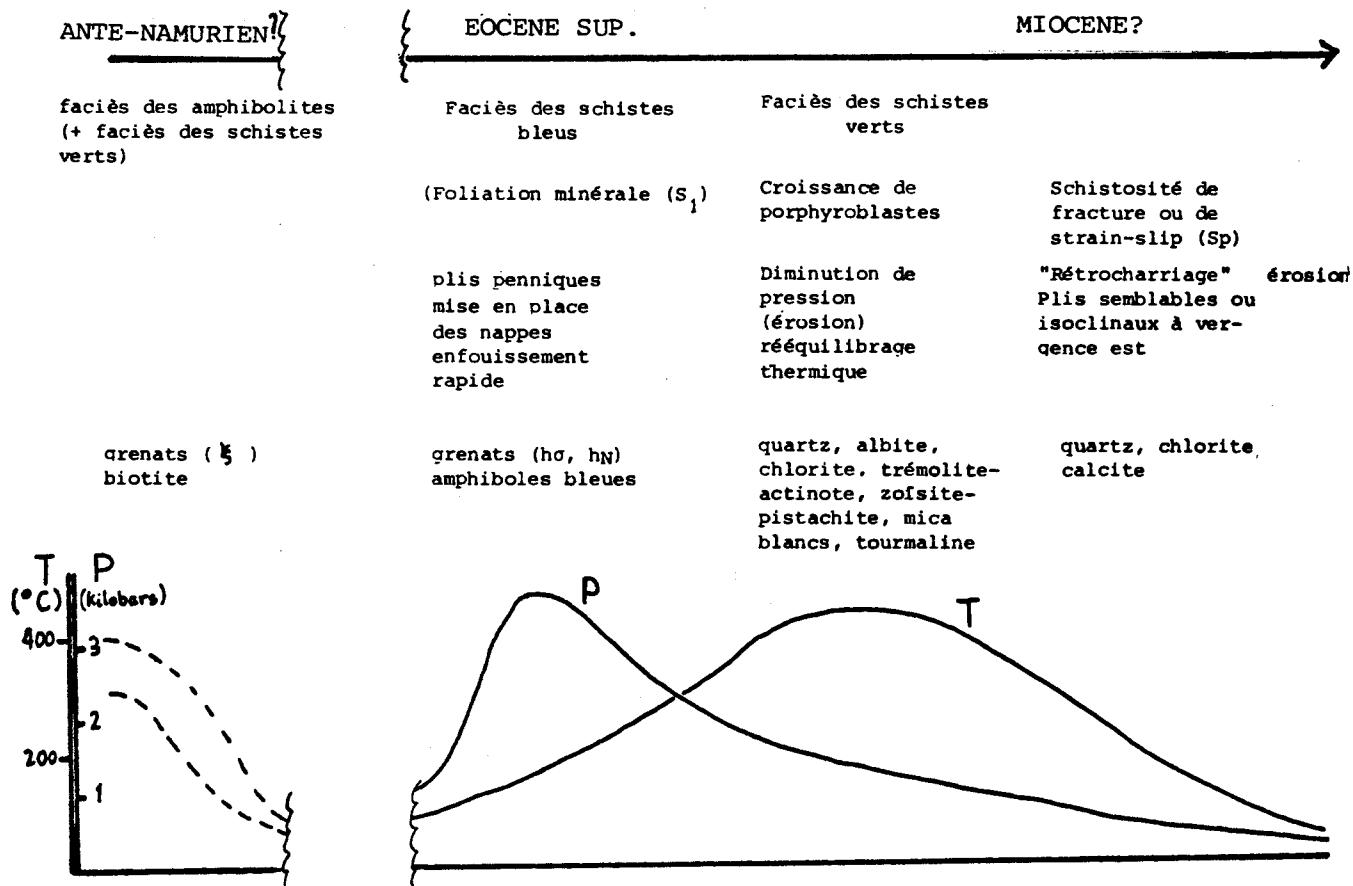 ANTE-NAMURIEN?
EOCENE SUP.
MIOCENE?
faciès des amphibolites
(+ faciès des schistes
verts)
Faciès des schistes
bleus
Faciès des schistes
verts
(Foliation minérale (S1)
Croissance de
porphyroblastes
Schistosité de
fracture ou de
strain-slip (Sp)
plis penniques
mise en place
des nappes
enfouissement
rapide
Diminution de
pression
(érosion)
rééquilibrage
thermique
"Rétrocharriage" érosion
Plis semblables ou
isoclinaux à ver-
gence est
grenats (ξ)
biotite
grenats (hσ, hN)
amphiboles bleues
quartz, albite,
chlorite, trémolite-
actinote, zoïsite-
pistachite, mica
blancs, tourmaline
quartz, chlorite,
calcite
T P
(°C) (kilobars)
400 3
2
200
1
P
T